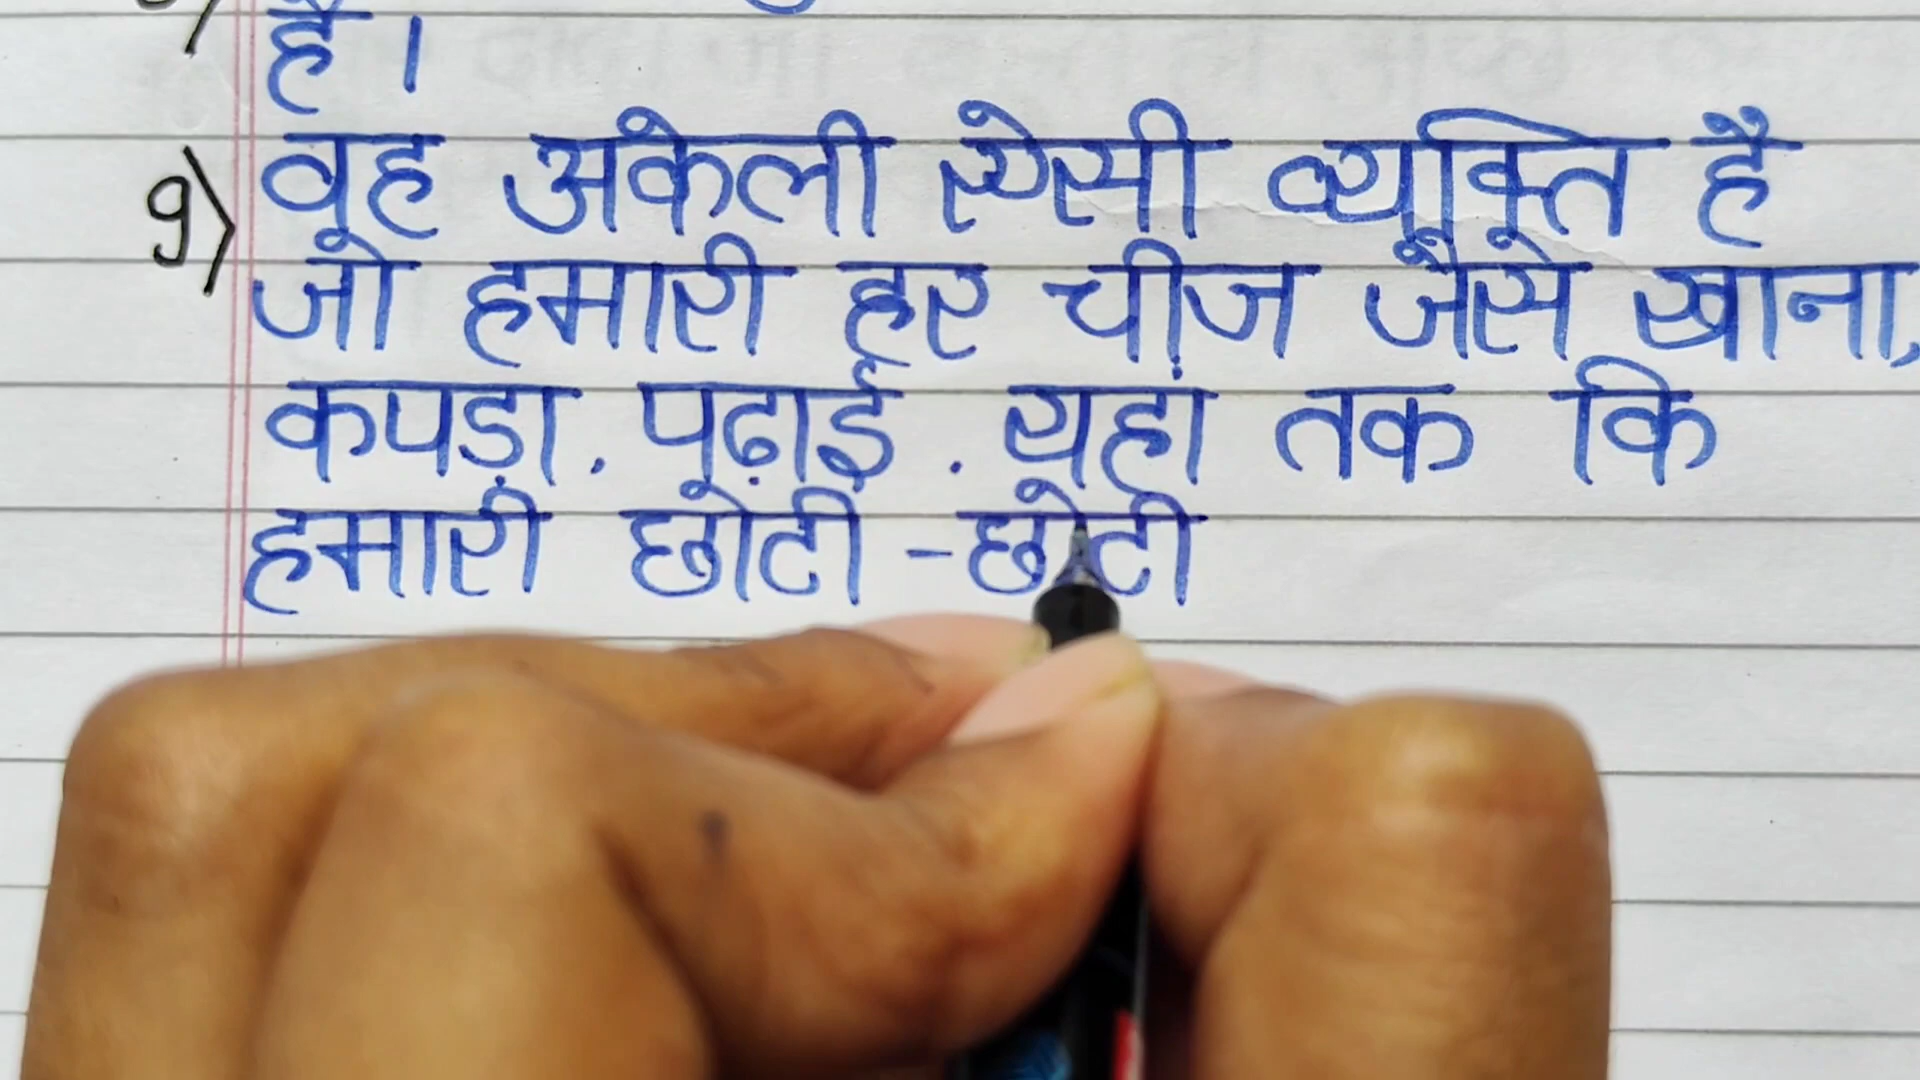 है।
9) वह अकेली ऐसी व्यक्ति है
जो हमारी हर चीज़ जैसे खाना,
कपड़ा, पढ़ाई, यहां तक कि
हमारी छोटी-छोटी